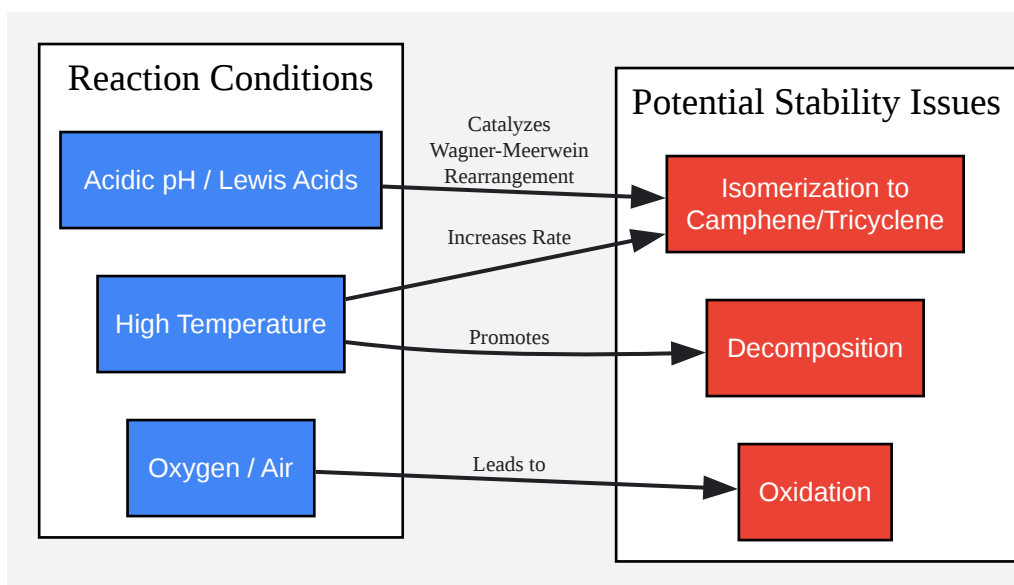 Reaction Conditions
Acidic pH / Lewis Acids
High Temperature
Oxygen / Air
Catalyzes
Wagner-Meerwein
Rearrangement
Increases Rate
Promotes
Leads to
Potential Stability Issues
Isomerization to
Camphene/Tricyclene
Decomposition
Oxidation